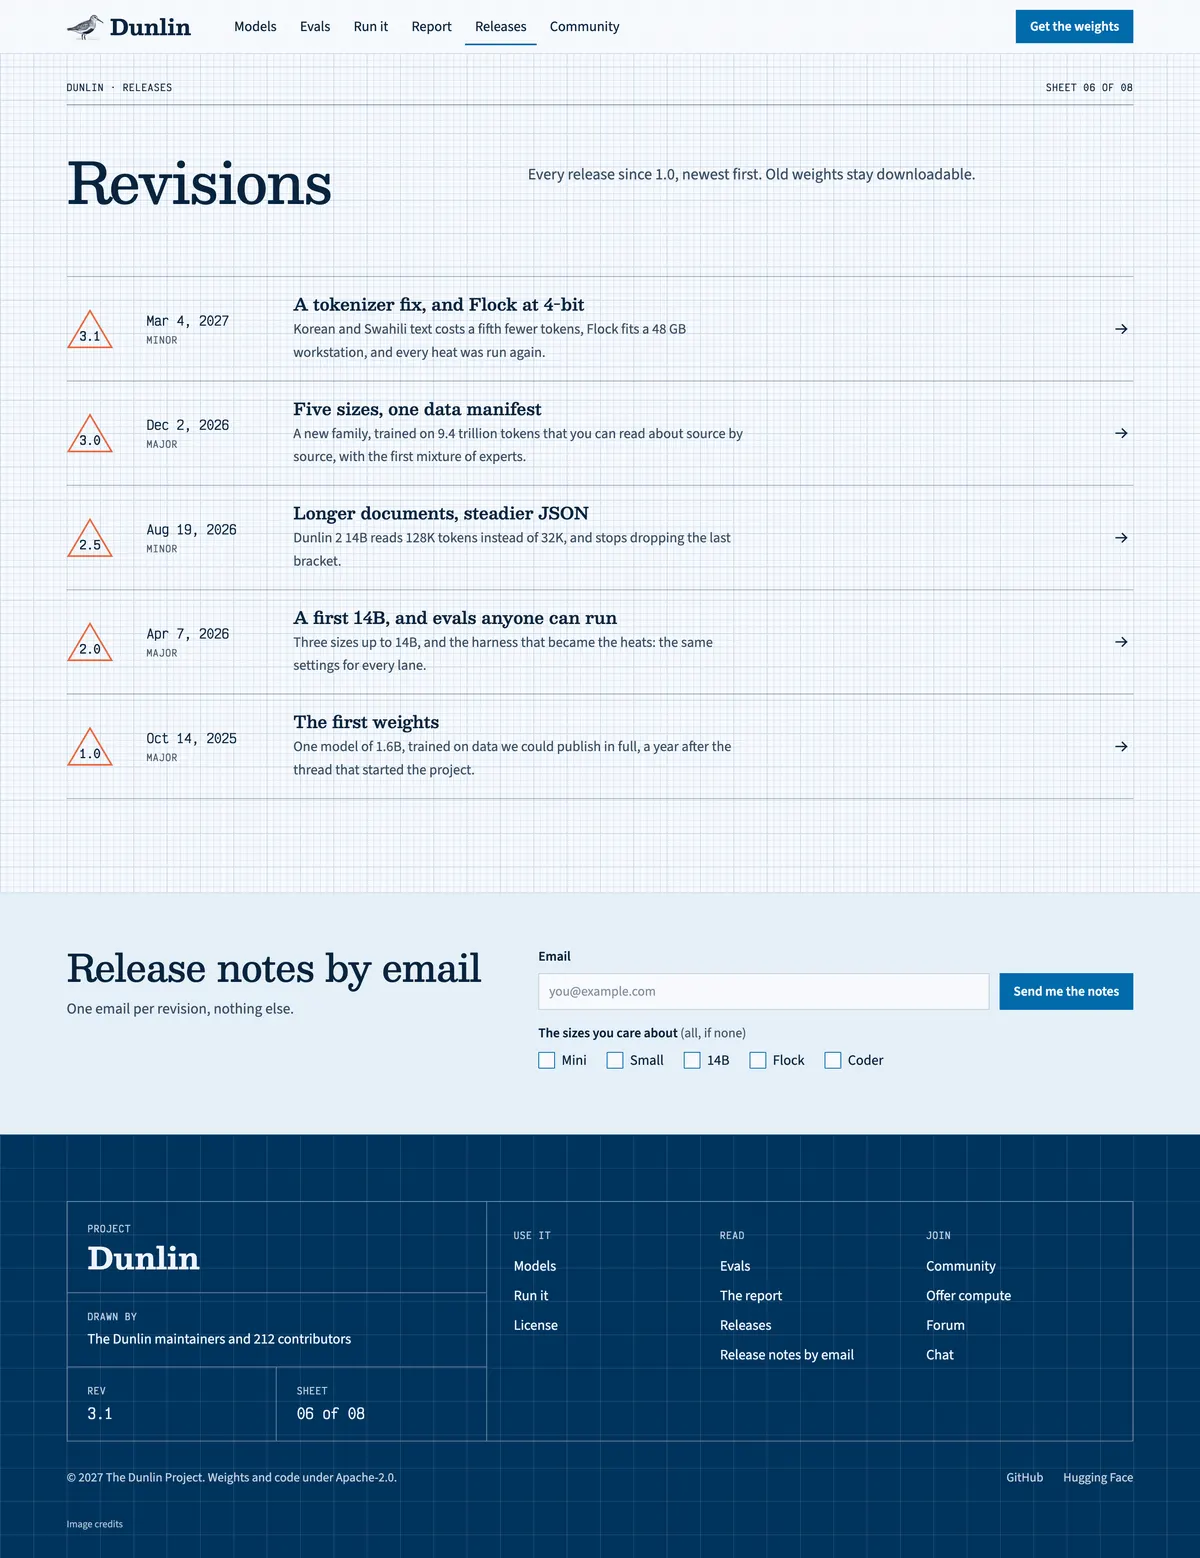 Dunlin
Models
Evals
Run it
Report
Releases
Community
Get the weights
DUNLIN · RELEASES
SHEET 06 OF 08
Revisions
Every release since 1.0, newest first. Old weights stay downloadable.
3.1
Mar 4, 2027
MINOR
A tokenizer fix, and Flock at 4-bit
Korean and Swahili text costs a fifth fewer tokens, Flock fits a 48 GB
workstation, and every heat was run again.
→
3.0
Dec 2, 2026
MAJOR
Five sizes, one data manifest
A new family, trained on 9.4 trillion tokens that you can read about source by
source, with the first mixture of experts.
→
2.5
Aug 19, 2026
MINOR
Longer documents, steadier JSON
Dunlin 2 14B reads 128K tokens instead of 32K, and stops dropping the last
bracket.
→
2.0
Apr 7, 2026
MAJOR
A first 14B, and evals anyone can run
Three sizes up to 14B, and the harness that became the heats: the same
settings for every lane.
→
1.0
Oct 14, 2025
MAJOR
The first weights
One model of 1.6B, trained on data we could publish in full, a year after the
thread that started the project.
→
Release notes by email
One email per revision, nothing else.
Email
you@example.com
Send me the notes
The sizes you care about (all, if none)
Mini
Small
14B
Flock
Coder
PROJECT
Dunlin
DRAWN BY
The Dunlin maintainers and 212 contributors
REV
3.1
SHEET
06 of 08
USE IT
Models
Run it
License
READ
Evals
The report
Releases
Release notes by email
JOIN
Community
Offer compute
Forum
Chat
© 2027 The Dunlin Project. Weights and code under Apache-2.0.
GitHub
Hugging Face
Image credits